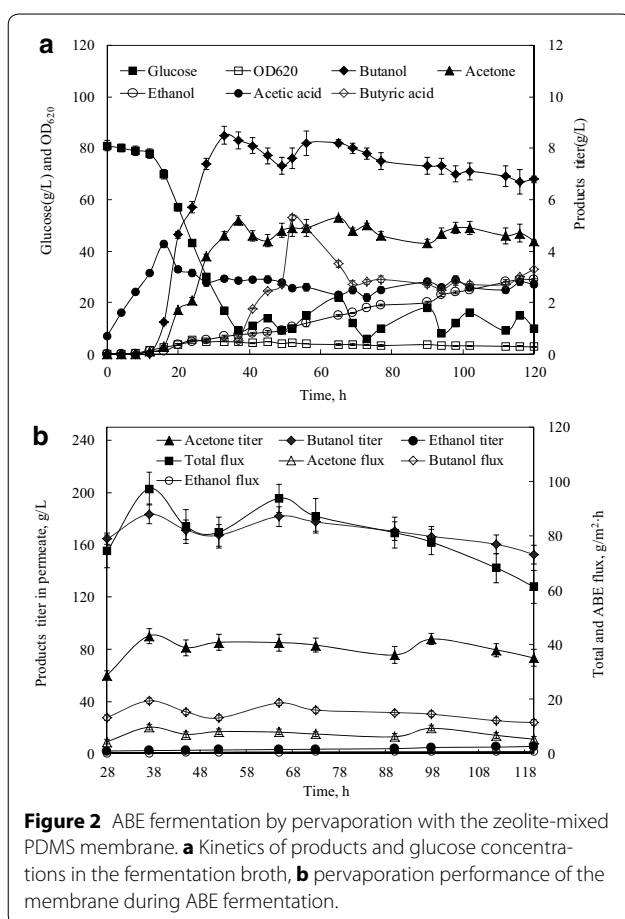 a
120
100
80
60
40
20
0
12
10
8
6
4
2
0
Glucose OD620 Butanol Acetone
Ethanol Acetic acid Butyric acid
Glucose(g/L) and OD620
Products titer(g/L)
0 20 40 60 80 100 120
Time, h
b
240
200
160
120
80
40
0
120
100
80
60
40
20
0
Acetone titer Butanol titer Ethanol titer
Total flux Acetone flux Butanol flux
Ethanol flux
Products titer in permeate, g/L
Total and ABE flux, g/m²·h
28 38 48 58 68 78 88 98 108 118
Time, h
Figure 2 ABE fermentation by pervaporation with the zeolite-mixed
PDMS membrane. a Kinetics of products and glucose concentra-
tions in the fermentation broth, b pervaporation performance of the
membrane during ABE fermentation.